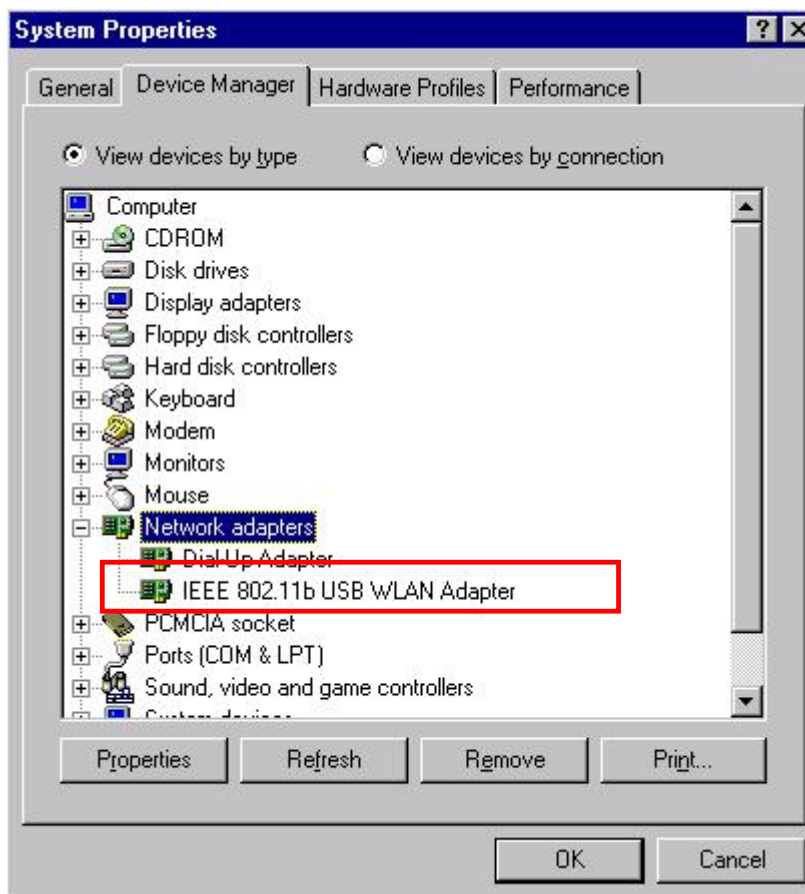 System Properties
General Device Manager Hardware Profiles Performance
View devices by type View devices by connection
Computer
CDROM
Disk drives
Display adapters
Floppy disk controllers
Hard disk controllers
Keyboard
Modem
Monitors
Mouse
Network adapters
Dial-Up Adapter
IEEE 802.11b USB WLAN Adapter
PCMCIA socket
Ports (COM & LPT)
Sound, video and game controllers
System devices
Properties Refresh Remove Print...
OK Cancel